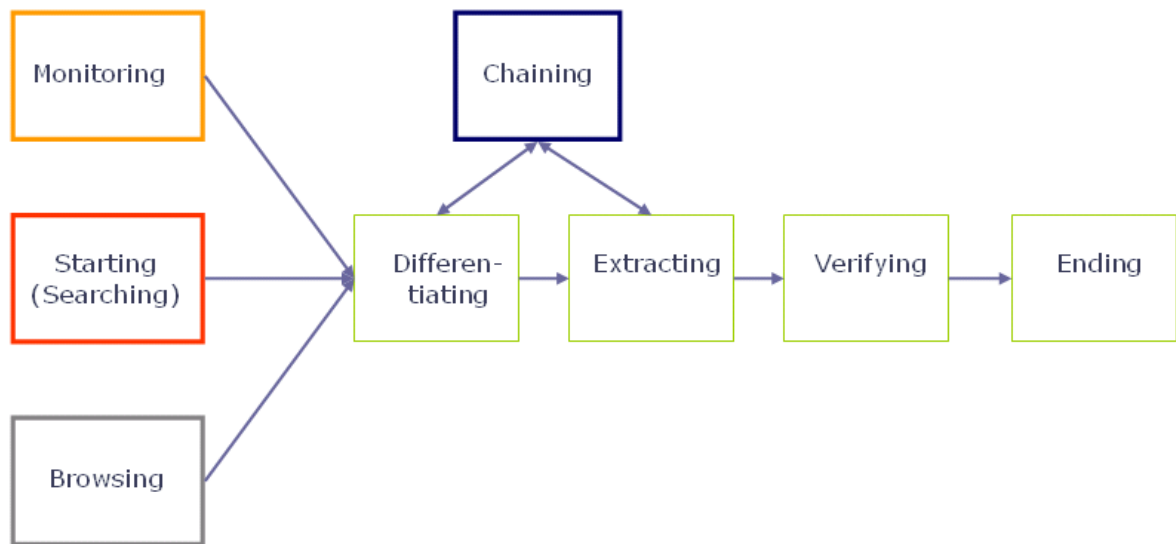 Monitoring
Chaining
Starting
(Searching)
Differen-
tiating
Extracting
Verifying
Ending
Browsing